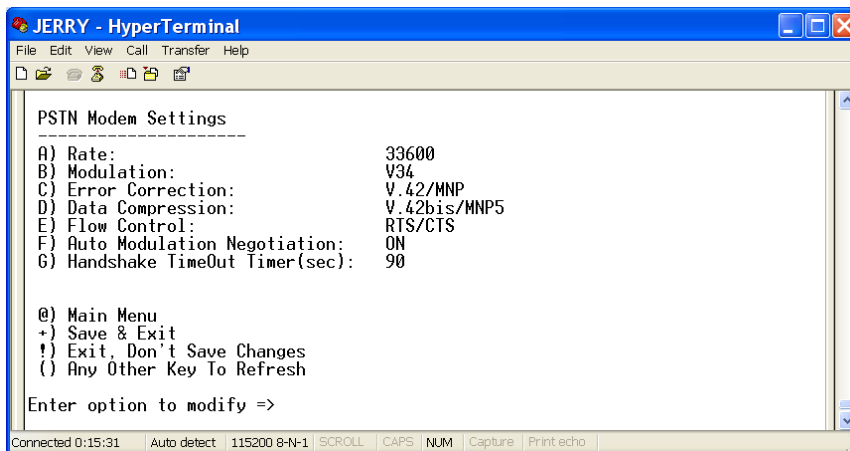 JERRY - HyperTerminal
File Edit View Call Transfer Help
PSTN Modem Settings
---------------------
A) Rate: 33600
B) Modulation: V34
C) Error Correction: V.42/MNP
D) Data Compression: V.42bis/MNP5
E) Flow Control: RTS/CTS
F) Auto Modulation Negotiation: ON
G) Handshake TimeOut Timer(sec): 90
@) Main Menu
+) Save & Exit
!) Exit, Don't Save Changes
() Any Other Key To Refresh
Enter option to modify =>
Connected 0:15:31 Auto detect 115200 8-N-1 SCROLL CAPS NUM Capture Print echo